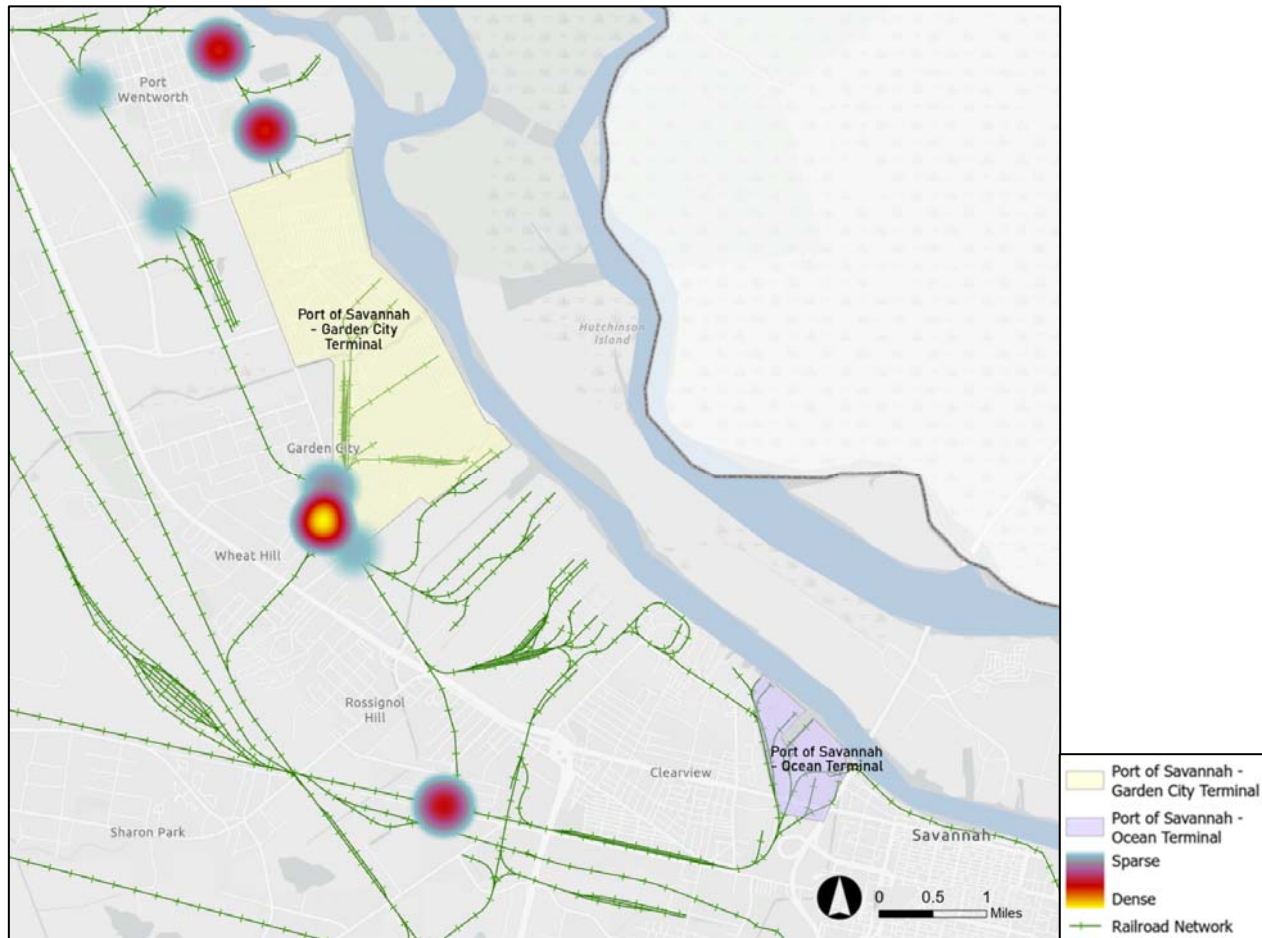 Port
Wentworth
Port of Savannah
- Garden City
Terminal
Hutchinson
Island
Garden City
Wheat Hill
Rossignol
Hill
Port of Savannah
- Ocean Terminal
Clearview
Sharon Park
Savannah
0 0.5 1
Miles
Port of Savannah -
Garden City Terminal
Port of Savannah -
Ocean Terminal
Sparse
Dense
Railroad Network